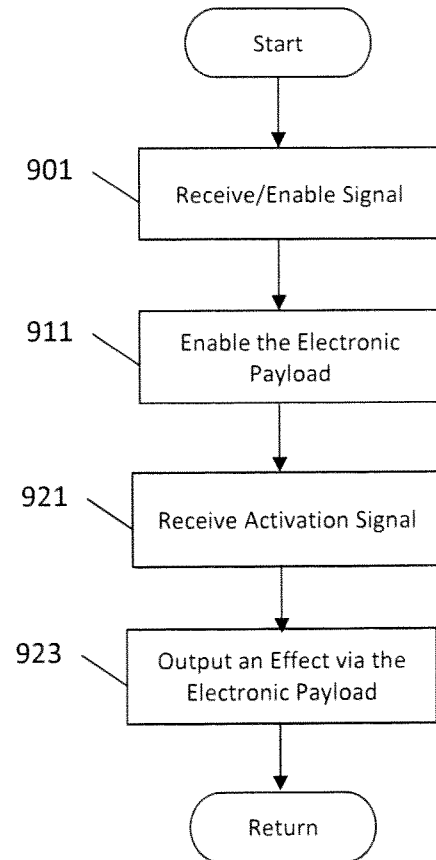 Start
901
Receive/Enable Signal
911
Enable the Electronic
Payload
921
Receive Activation Signal
923
Output an Effect via the
Electronic Payload
Return